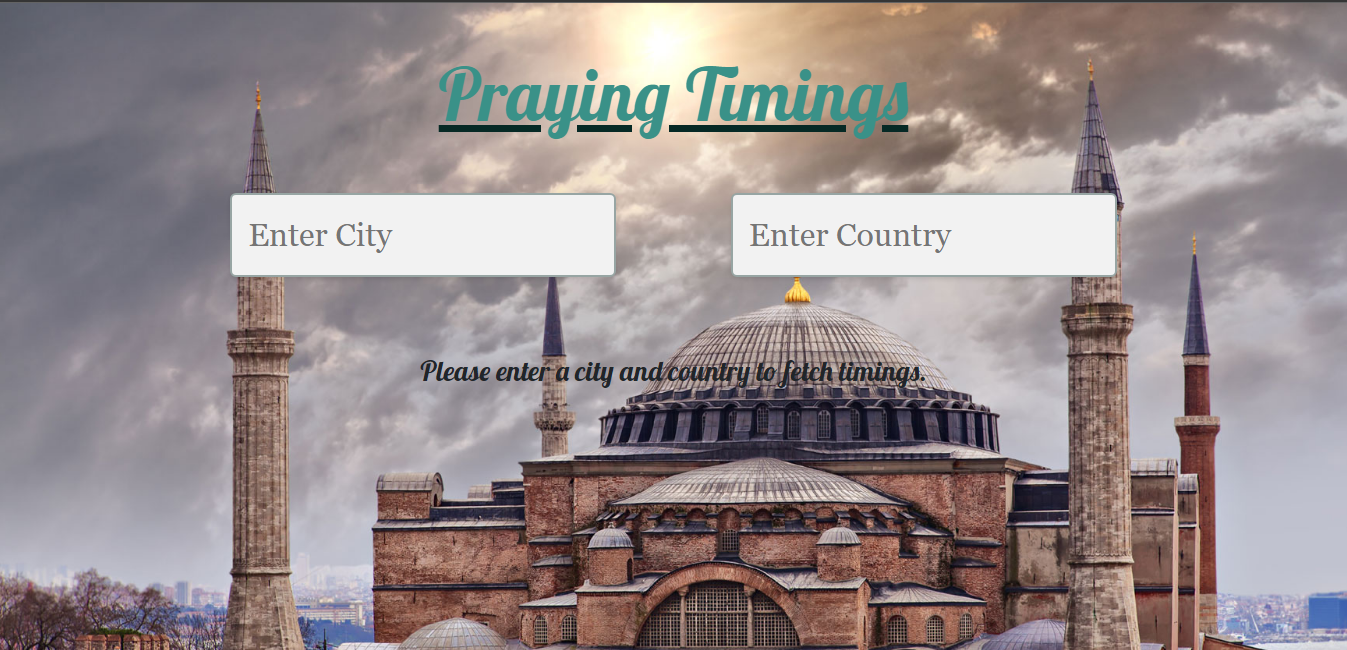 Praying Timings
Enter City
Enter Country
Please enter a city and country to fetch timings.